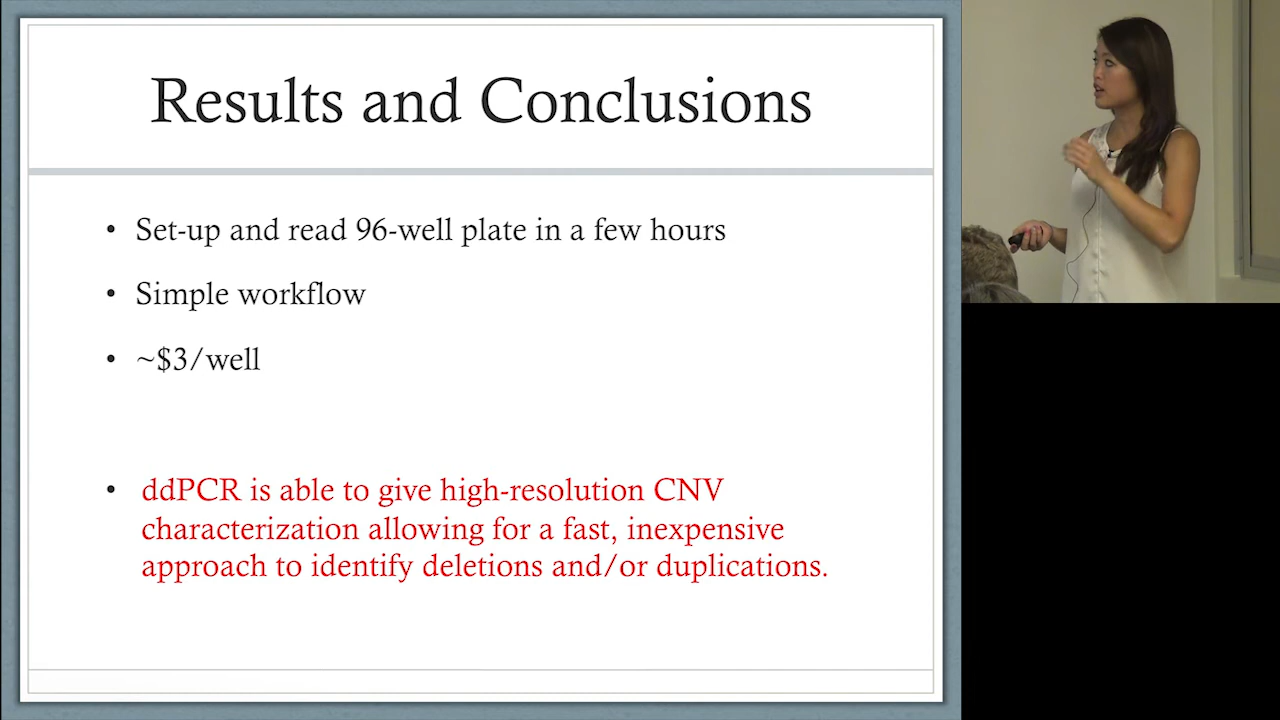 Results and Conclusions
• Set-up and read 96-well plate in a few hours
• Simple workflow
• ~$3/well
• ddPCR is able to give high-resolution CNV
characterization allowing for a fast, inexpensive
approach to identify deletions and/or duplications.